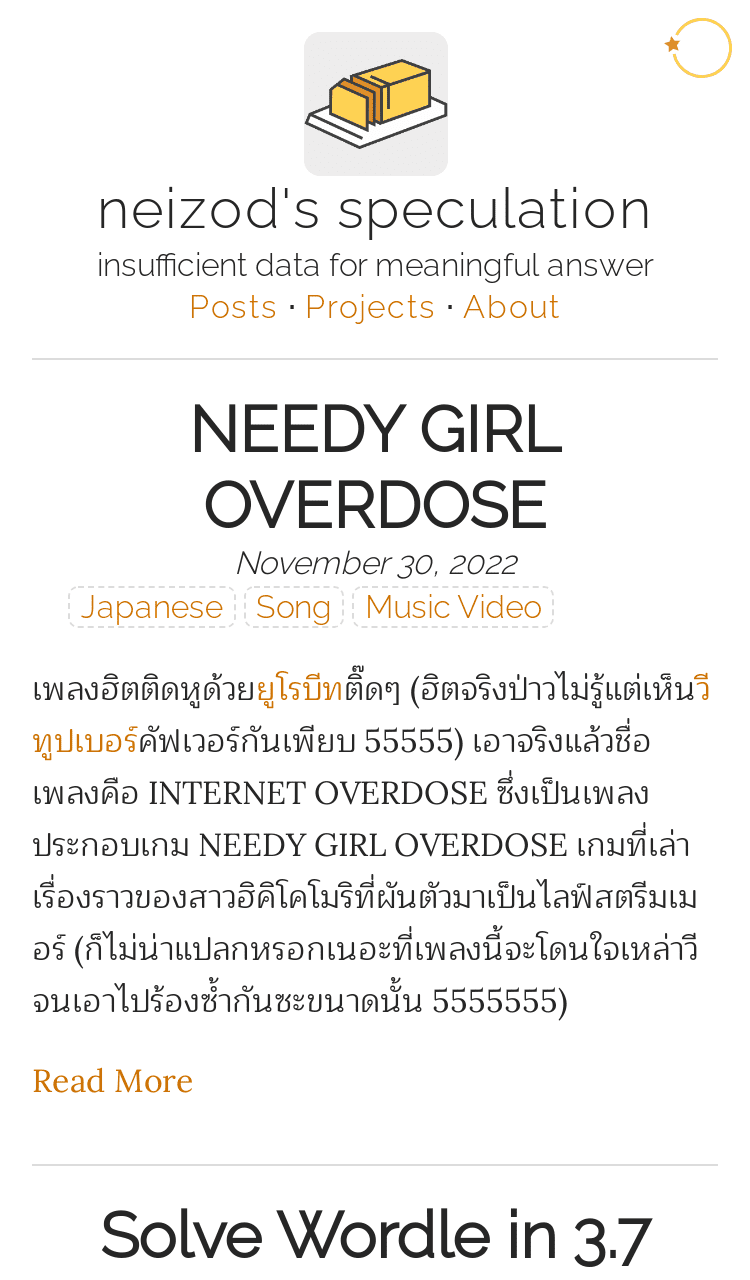 neizod's speculation
insufficient data for meaningful answer
Posts · Projects · About
NEEDY GIRL
OVERDOSE
November 30, 2022
Japanese Song Music Video
เพลงฮิตติดหูด้วยยูโรบีทติ๊ดๆ (ฮิตจริงป่าวไม่รู้แต่เห็นวี
ทูปเบอร์คัฟเวอร์กันเพียบ 55555) เอาจริงแล้วชื่อ
เพลงคือ INTERNET OVERDOSE ซึ่งเป็นเพลง
ประกอบเกม NEEDY GIRL OVERDOSE เกมที่เล่า
เรื่องราวของสาวฮิคิโคโมริที่ผันตัวมาเป็นไลฟ์สตรีมเม
อร์ (ก็ไม่น่าแปลกหรอกเนอะที่เพลงนี้จะโดนใจเหล่าวี
จนเอาไปร้องซ้ำกันซะขนาดนั้น 5555555)
Read More
Solve Wordle in 3.7